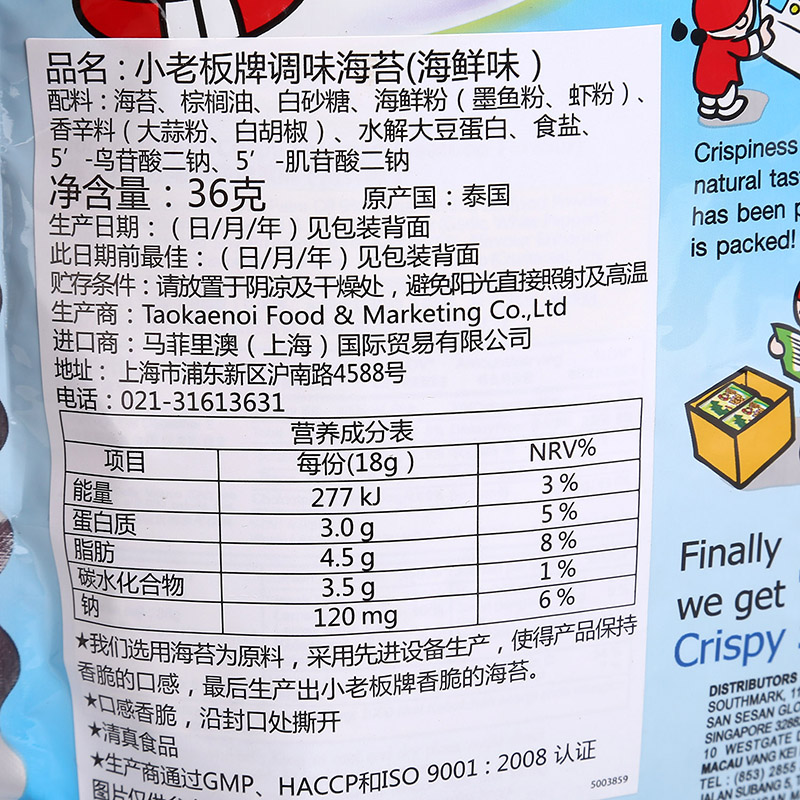 品名：小老板牌调味海苔(海鲜味）
配料：海苔、棕榈油、白砂糖、海鲜粉（墨鱼粉、虾粉）、
香辛料（大蒜粉、白胡椒）、水解大豆蛋白、食盐、
5′-鸟苷酸二钠、5′-肌苷酸二钠
净含量：36克 原产国：泰国
生产日期：（日/月/年）见包装背面
此日期前最佳：（日/月/年）见包装背面
贮存条件：请放置于阴凉及干燥处，避免阳光直接照射及高温
生产商：Taokaenoi Food & Marketing Co.,Ltd
进口商：马菲里澳（上海）国际贸易有限公司
地址：上海市浦东新区沪南路4588号
电话：021-31613631
营养成分表
项目 每份(18g） NRV%
能量 277 kJ 3%
蛋白质 3.0 g 5%
脂肪 4.5 g 8%
碳水化合物 3.5 g 1%
钠 120 mg 6%
★我们选用海苔为原料，采用先进设备生产，使得产品保持
香脆的口感，最后生产出小老板牌香脆的海苔。
★口感香脆，沿封口处撕开
★清真食品
★生产商通过GMP、HACCP和ISO 9001：2008 认证
图片仅供
5003859
Crispiness
natural
has been
is packed!
Finally
we get
Crispy
DISTRIBUTORS
SOUTHMARK,
SAN SESAN
SINGAPORE
10 WESTGATE
MACAU VANG KEI
TEL : (853) 2855
JALAN SUBANG